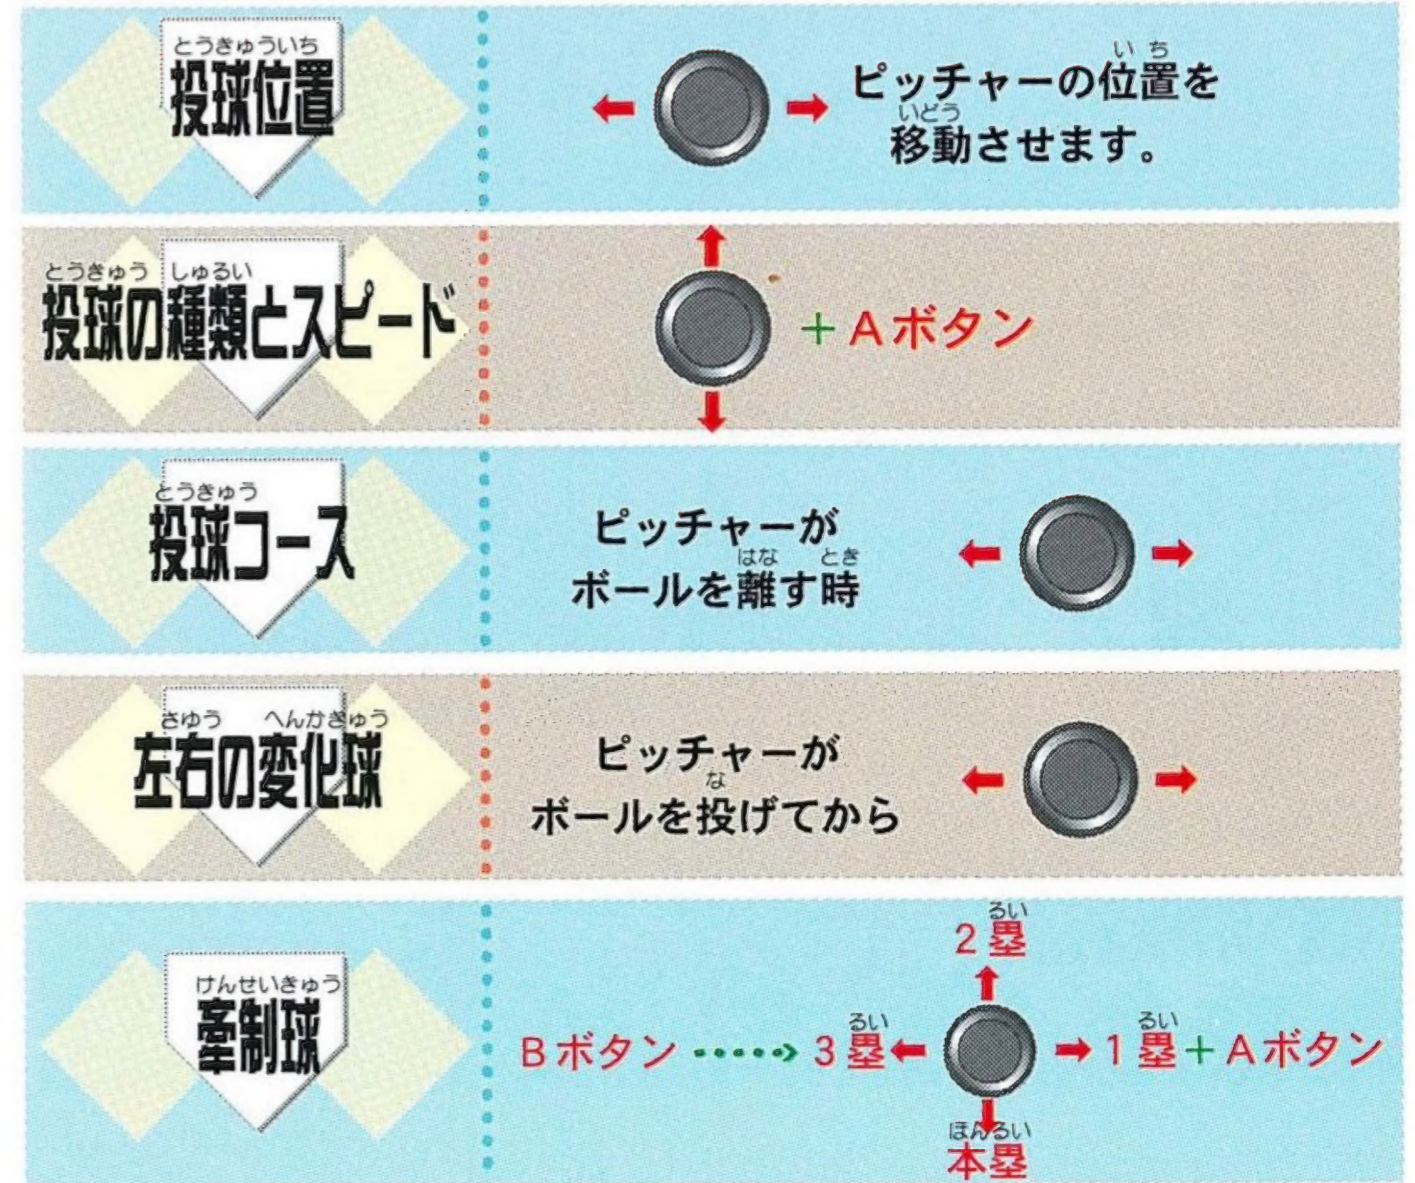 とうきゅういち
投球位置
いち
ピッチャーの位置を
いどう
移動させます。
とうきゅう しゅるい
投球の種類とスピード
+Aボタン
とうきゅう
投球コース
ピッチャーが
はな とき
ボールを離す時
さゆう へんかきゅう
左右の変化球
ピッチャーが
な
ボールを投げてから
けんせいきゅう
牽制球
るい
2塁
Bボタン
るい
3塁
るい
1塁+Aボタン
ほんるい
本塁